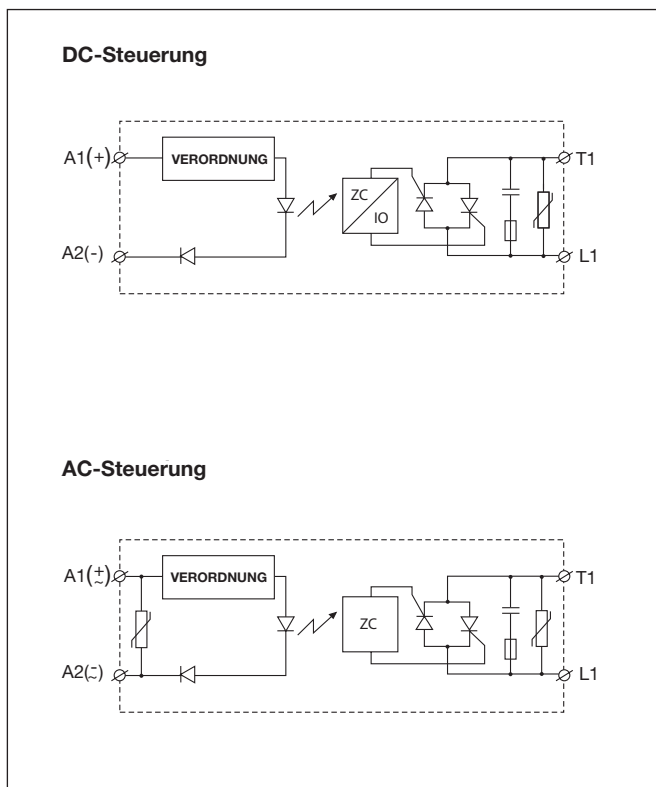 DC-Steuerung
A1(+)
VERORDNUNG
T1
ZC
IO
A2(-)
L1
AC-Steuerung
A1(+~)
VERORDNUNG
T1
ZC
A2(-~)
L1